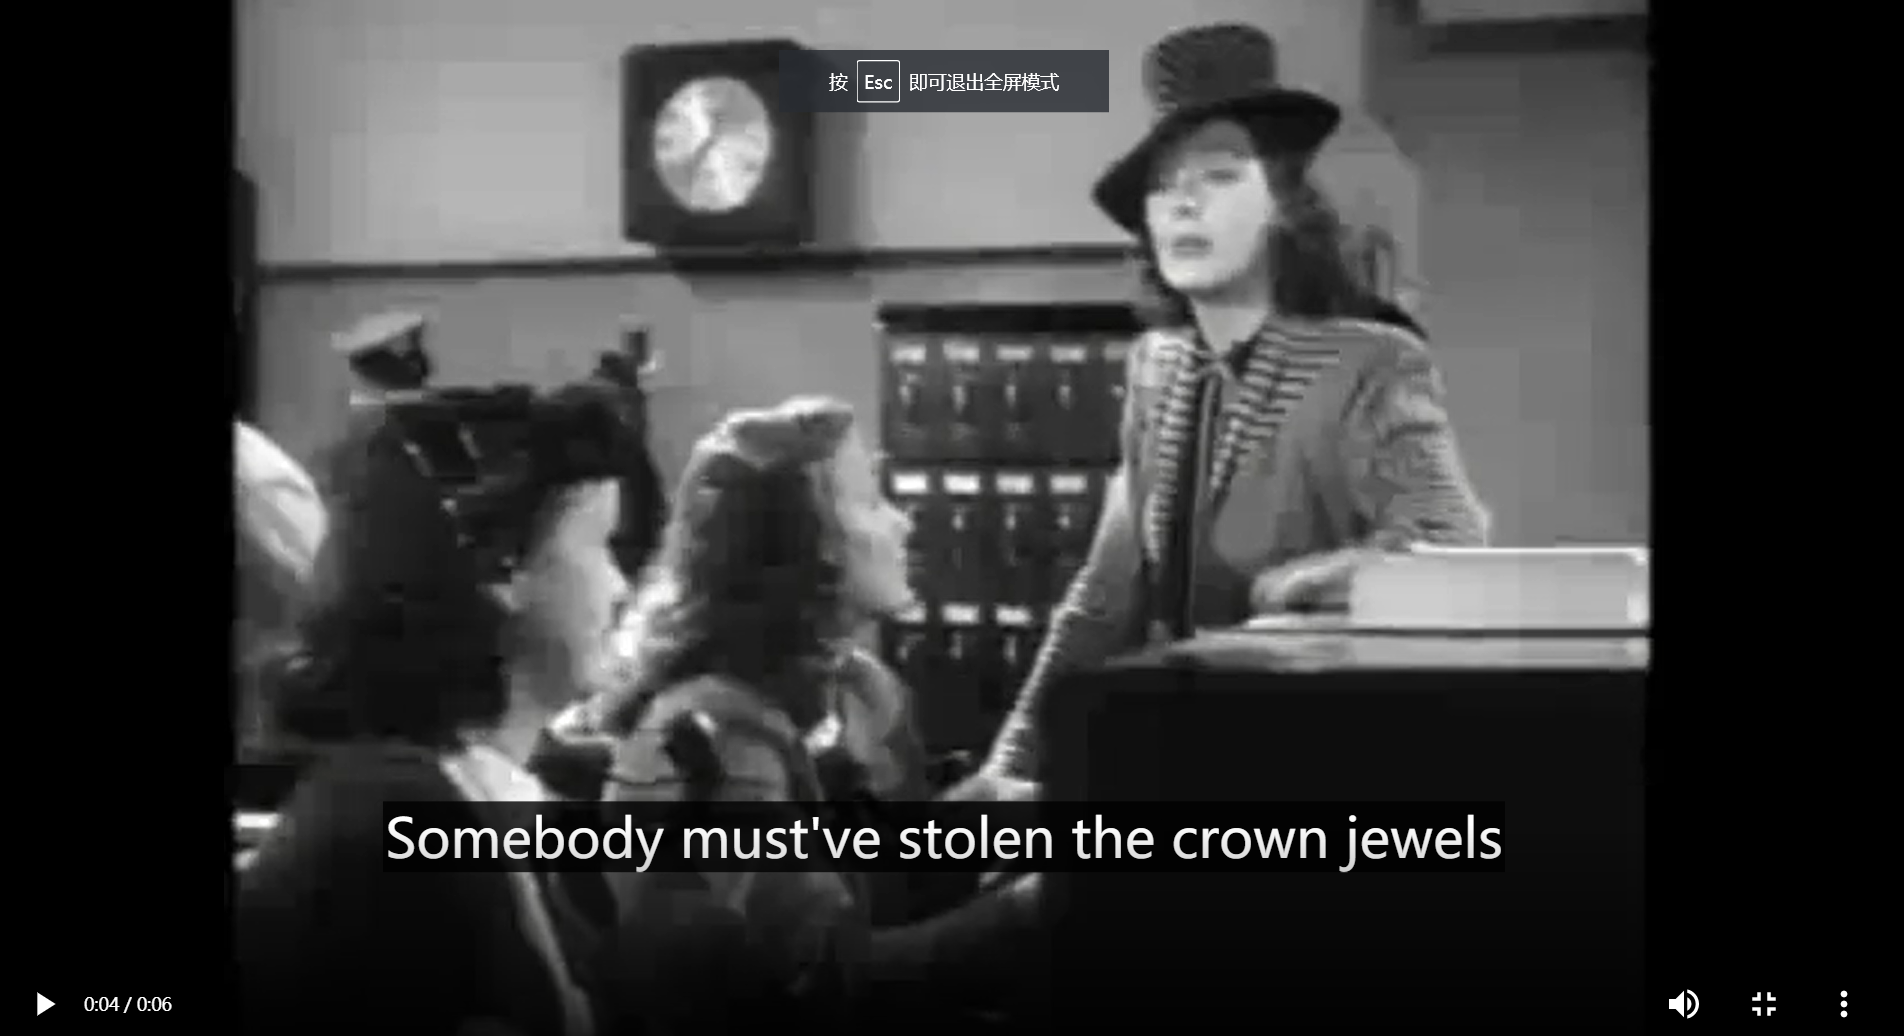 按 Esc 即可退出全屏模式
Somebody must've stolen the crown jewels
0:04 / 0:06